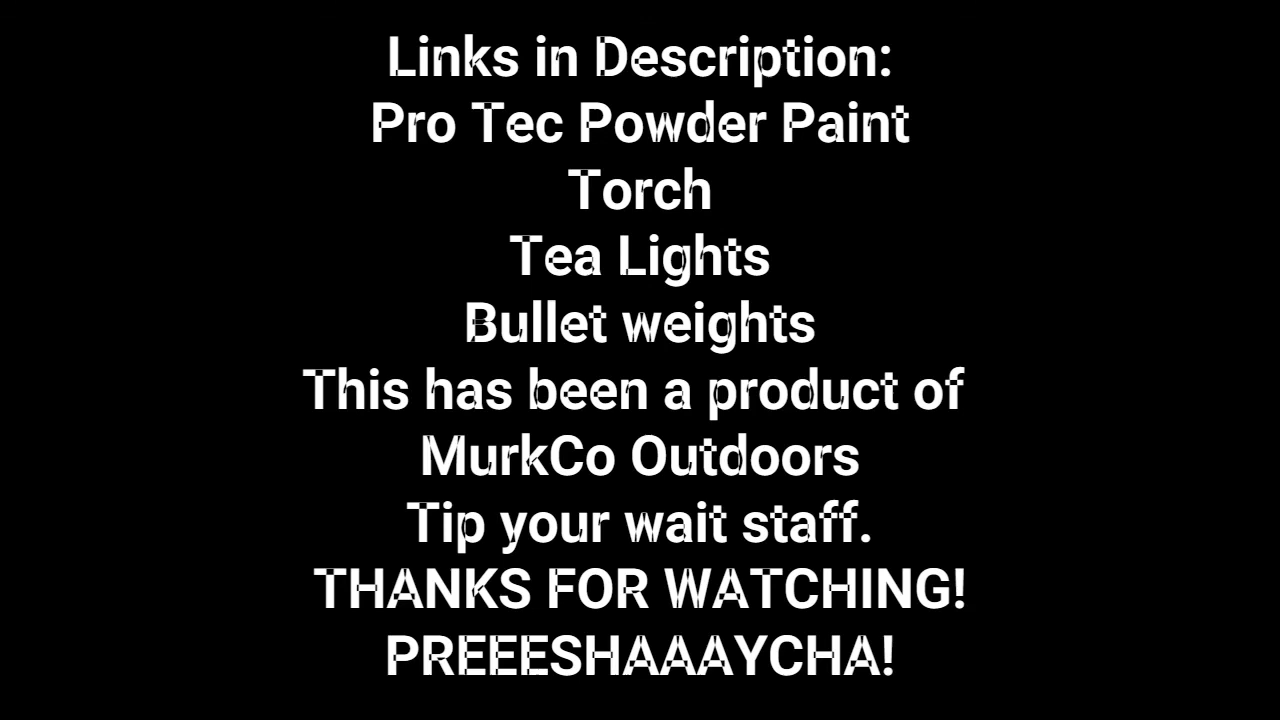 Links in Description:
Pro Tec Powder Paint
Torch
Tea Lights
Bullet weights
This has been a product of
MurkCo Outdoors
Tip your wait staff.
THANKS FOR WATCHING!
PREEESHAAAYCHA!